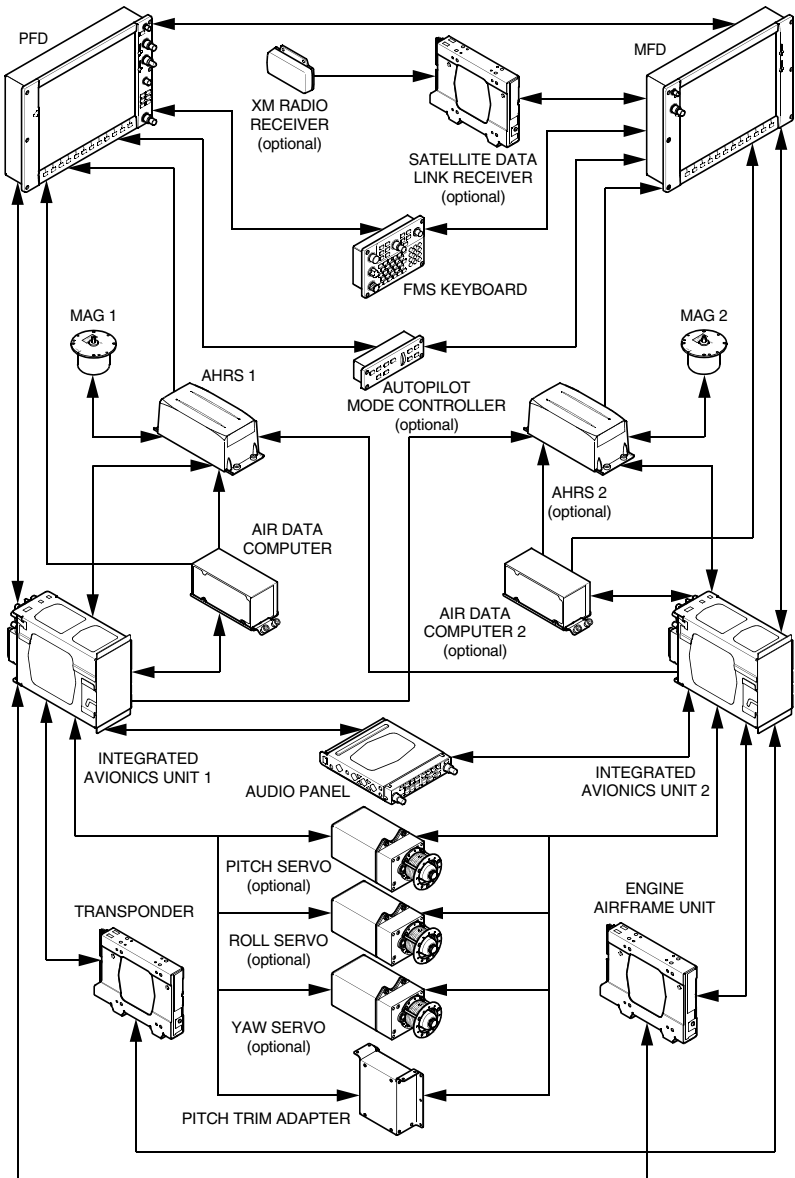 PFD
MFD
XM RADIO
RECEIVER
(optional)
SATELLITE DATA
LINK RECEIVER
(optional)
FMS KEYBOARD
MAG 1
MAG 2
AHRS 1
AUTOPILOT
MODE CONTROLLER
(optional)
AHRS 2
(optional)
AIR DATA
COMPUTER
AIR DATA
COMPUTER 2
(optional)
INTEGRATED
AVIONICS UNIT 1
AUDIO PANEL
INTEGRATED
AVIONICS UNIT 2
PITCH SERVO
(optional)
TRANSPONDER
ROLL SERVO
(optional)
ENGINE
AIRFRAME UNIT
YAW SERVO
(optional)
PITCH TRIM ADAPTER